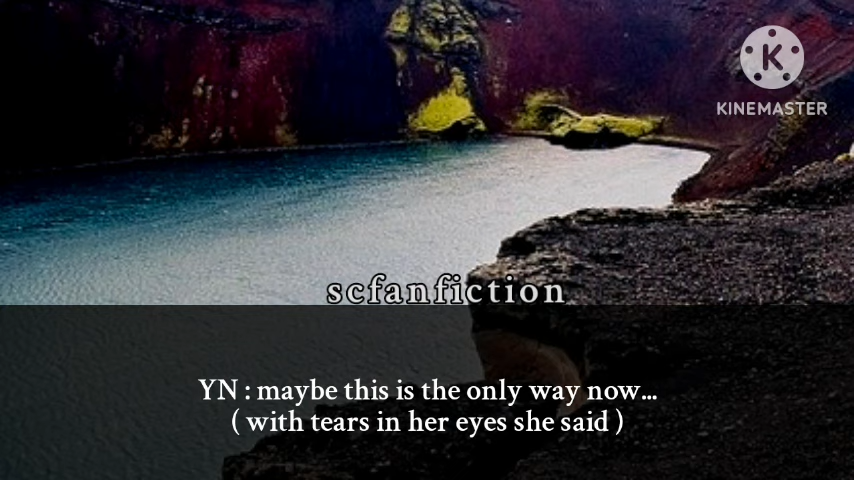 KINEMASTER
scfanfiction
YN : maybe this is the only way now...
( with tears in her eyes she said )